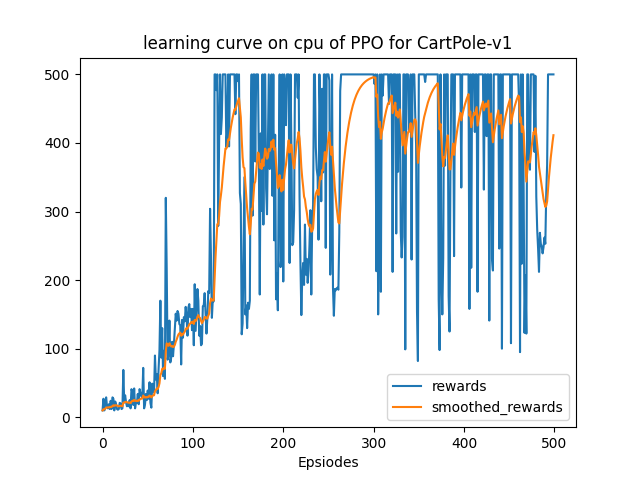 learning curve on cpu of PPO for CartPole-v1
500
400
300
200
100
0
rewards
smoothed_rewards
0 100 200 300 400 500
Epsiodes